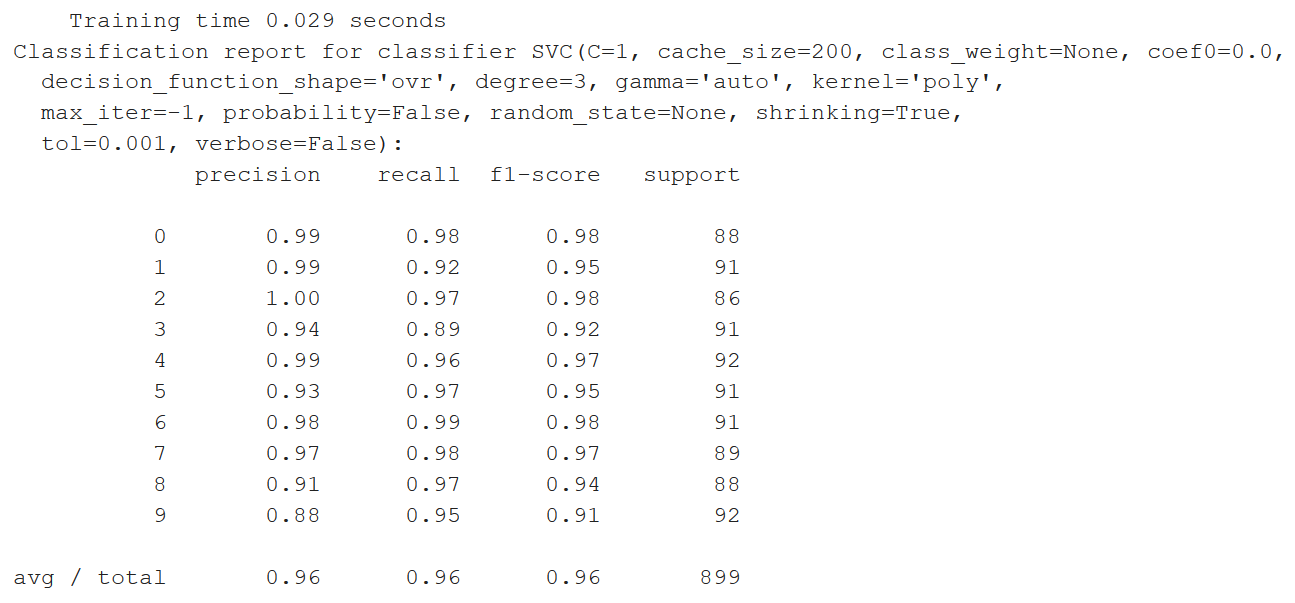 Training time 0.029 seconds
Classification report for classifier SVC(C=1, cache_size=200, class_weight=None, coef0=0.0,
  decision_function_shape='ovr', degree=3, gamma='auto', kernel='poly',
  max_iter=-1, probability=False, random_state=None, shrinking=True,
  tol=0.001, verbose=False):
             precision    recall  f1-score   support
          0       0.99      0.98      0.98        88
          1       0.99      0.92      0.95        91
          2       1.00      0.97      0.98        86
          3       0.94      0.89      0.92        91
          4       0.99      0.96      0.97        92
          5       0.93      0.97      0.95        91
          6       0.98      0.99      0.98        91
          7       0.97      0.98      0.97        89
          8       0.91      0.97      0.94        88
          9       0.88      0.95      0.91        92
avg / total       0.96      0.96      0.96       899